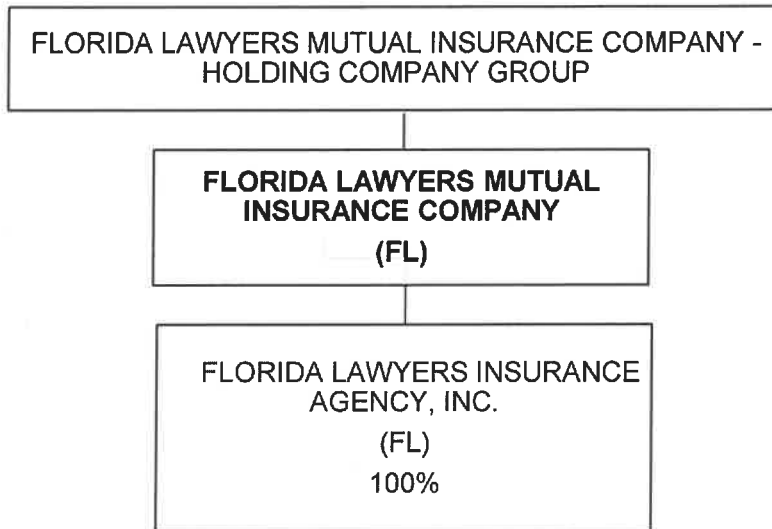 FLORIDA LAWYERS MUTUAL INSURANCE COMPANY -
HOLDING COMPANY GROUP
FLORIDA LAWYERS MUTUAL
INSURANCE COMPANY
(FL)
FLORIDA LAWYERS INSURANCE
AGENCY, INC.
(FL)
100%